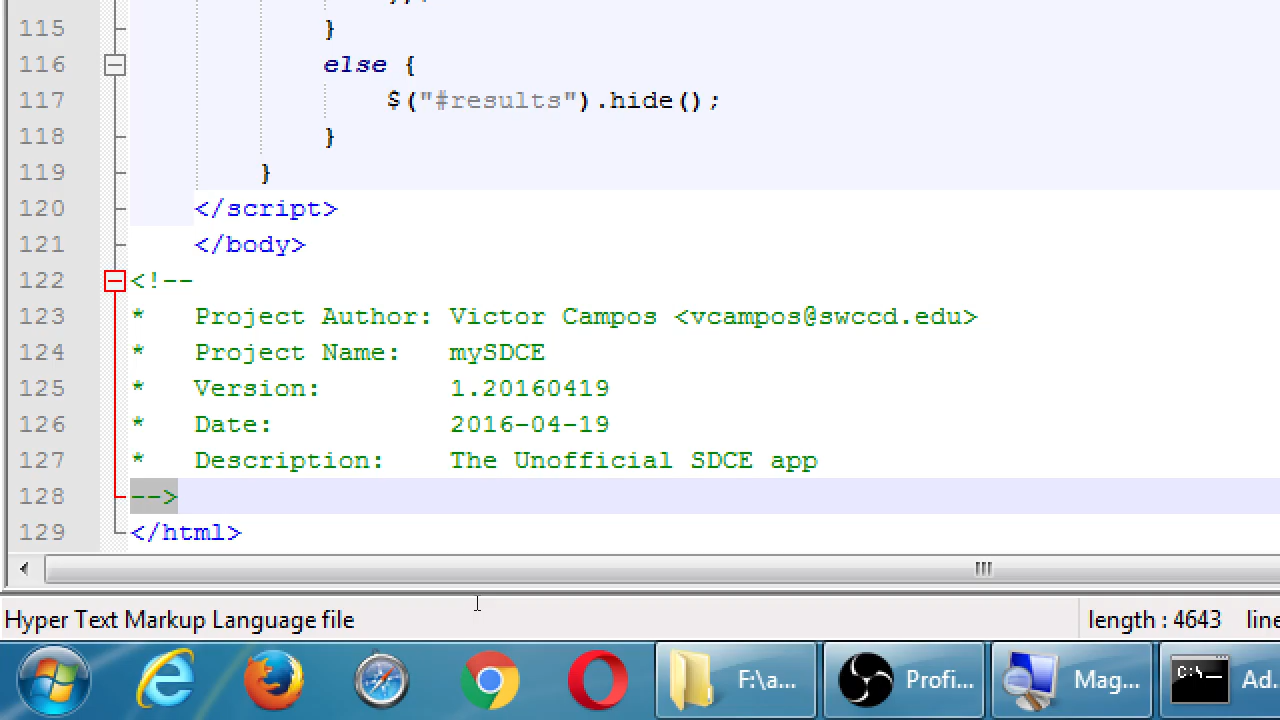 115 }
116 else {
117 $("#results").hide();
118 }
119 }
120 </script>
121 </body>
122 <!--
123 * Project Author: Victor Campos <vcampos@swccd.edu>
124 * Project Name: mySDCE
125 * Version: 1.20160419
126 * Date: 2016-04-19
127 * Description: The Unofficial SDCE app
128 -->
129 </html>
Hyper Text Markup Language file length : 4643 line
F:\a... Profi... Mag... C:\ Ad.